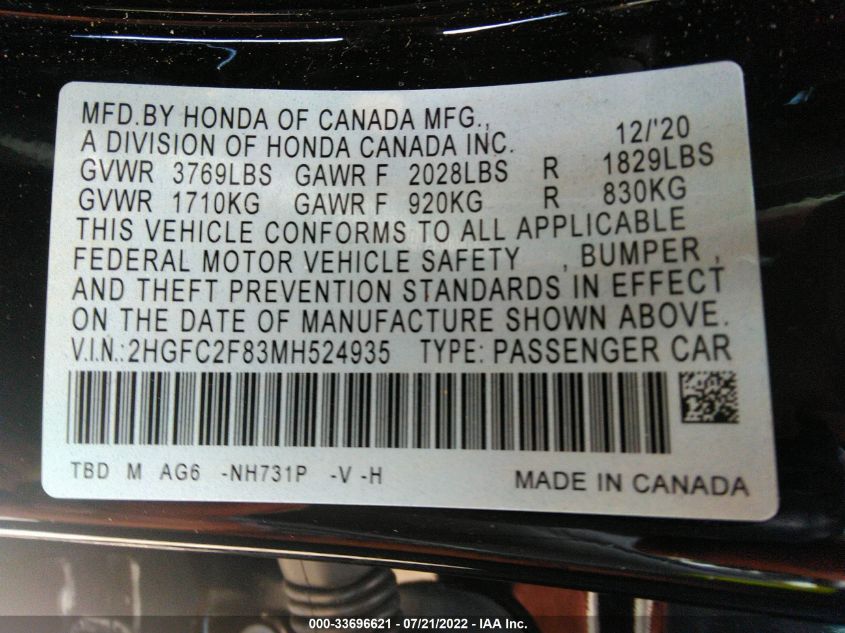 MFD.BY HONDA OF CANADA MFG.,
A DIVISION OF HONDA CANADA INC. 12/'20
GVWR 3769LBS GAWR F 2028LBS R 1829LBS
GVWR 1710KG GAWR F 920KG R 830KG
THIS VEHICLE CONFORMS TO ALL APPLICABLE
FEDERAL MOTOR VEHICLE SAFETY , BUMPER ,
AND THEFT PREVENTION STANDARDS IN EFFECT
ON THE DATE OF MANUFACTURE SHOWN ABOVE.
V.I.N.:2HGFC2F83MH524935 TYPE: PASSENGER CAR
TBD M AG6 -NH731P -V -H MADE IN CANADA
000-33696621 / 07/21/2022 - IAA Inc.